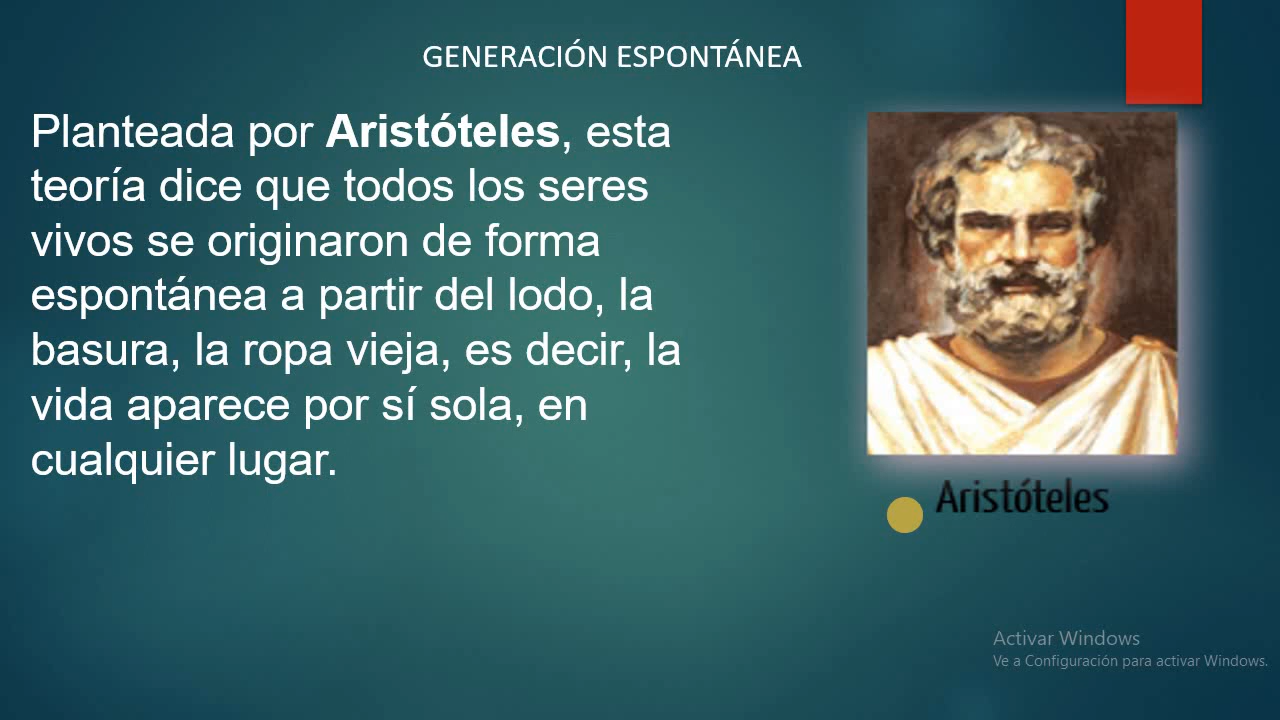 GENERACIÓN ESPONTÁNEA
Planteada por Aristóteles, esta
teoría dice que todos los seres
vivos se originaron de forma
espontánea a partir del lodo, la
basura, la ropa vieja, es decir, la
vida aparece por sí sola, en
cualquier lugar.
Aristóteles
Activar Windows
Ve a Configuración para activar Windows.